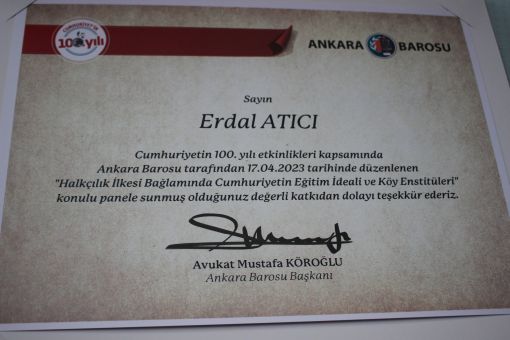 CUMHURİYET'İN
100. yılı
ANKARA BAROSU
Sayın
Erdal ATICI
Cumhuriyetin 100. yılı etkinlikleri kapsamında
Ankara Barosu tarafından 17.04.2023 tarihinde düzenlenen
"Halkçılık İlkesi Bağlamında Cumhuriyetin Eğitim İdeali ve Köy Enstitüleri"
konulu panele sunmuş olduğunuz değerli katkıdan dolayı teşekkür ederiz.
Avukat Mustafa KÖROĞLU
Ankara Barosu Başkanı